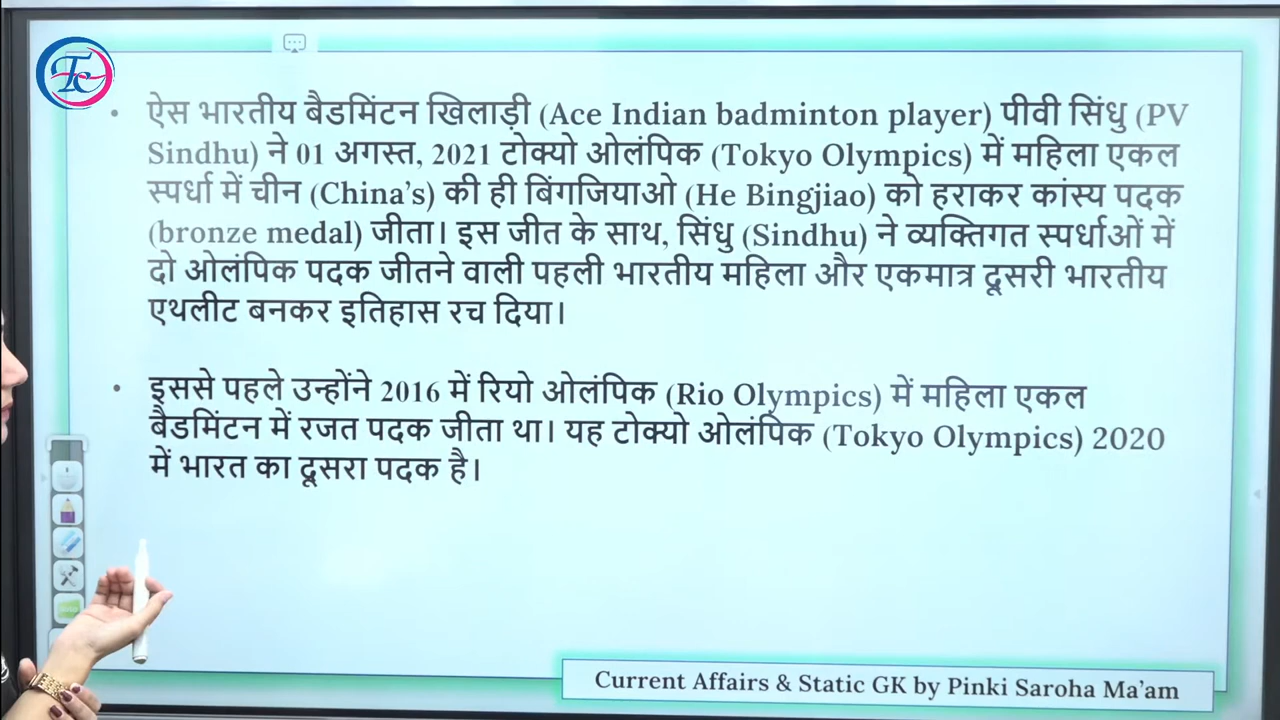 Tc
• ऐस भारतीय बैडमिंटन खिलाड़ी (Ace Indian badminton player) पीवी सिंधु (PV
Sindhu) ने 01 अगस्त, 2021 टोक्यो ओलंपिक (Tokyo Olympics) में महिला एकल
स्पर्धा में चीन (China’s) की ही बिंगजियाओ (He Bingjiao) को हराकर कांस्य पदक
(bronze medal) जीता। इस जीत के साथ, सिंधु (Sindhu) ने व्यक्तिगत स्पर्धाओं में
दो ओलंपिक पदक जीतने वाली पहली भारतीय महिला और एकमात्र दूसरी भारतीय
एथलीट बनकर इतिहास रच दिया।
• इससे पहले उन्होंने 2016 में रियो ओलंपिक (Rio Olympics) में महिला एकल
बैडमिंटन में रजत पदक जीता था। यह टोक्यो ओलंपिक (Tokyo Olympics) 2020
में भारत का दूसरा पदक है।
Current Affairs & Static GK by Pinki Saroha Ma’am